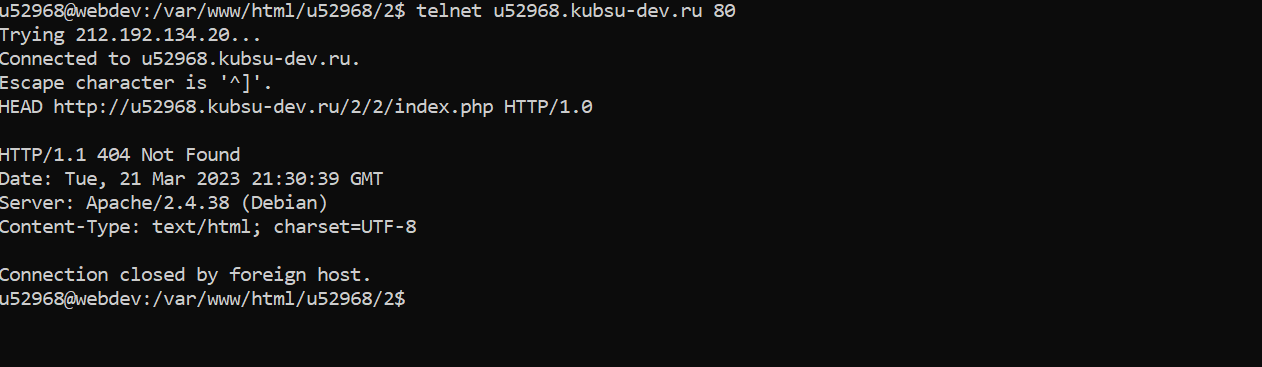 u52968@webdev:/var/www/html/u52968/2$ telnet u52968.kubsu-dev.ru 80
Trying 212.192.134.20...
Connected to u52968.kubsu-dev.ru.
Escape character is '^]'.
HEAD http://u52968.kubsu-dev.ru/2/2/index.php HTTP/1.0
HTTP/1.1 404 Not Found
Date: Tue, 21 Mar 2023 21:30:39 GMT
Server: Apache/2.4.38 (Debian)
Content-Type: text/html; charset=UTF-8
Connection closed by foreign host.
u52968@webdev:/var/www/html/u52968/2$